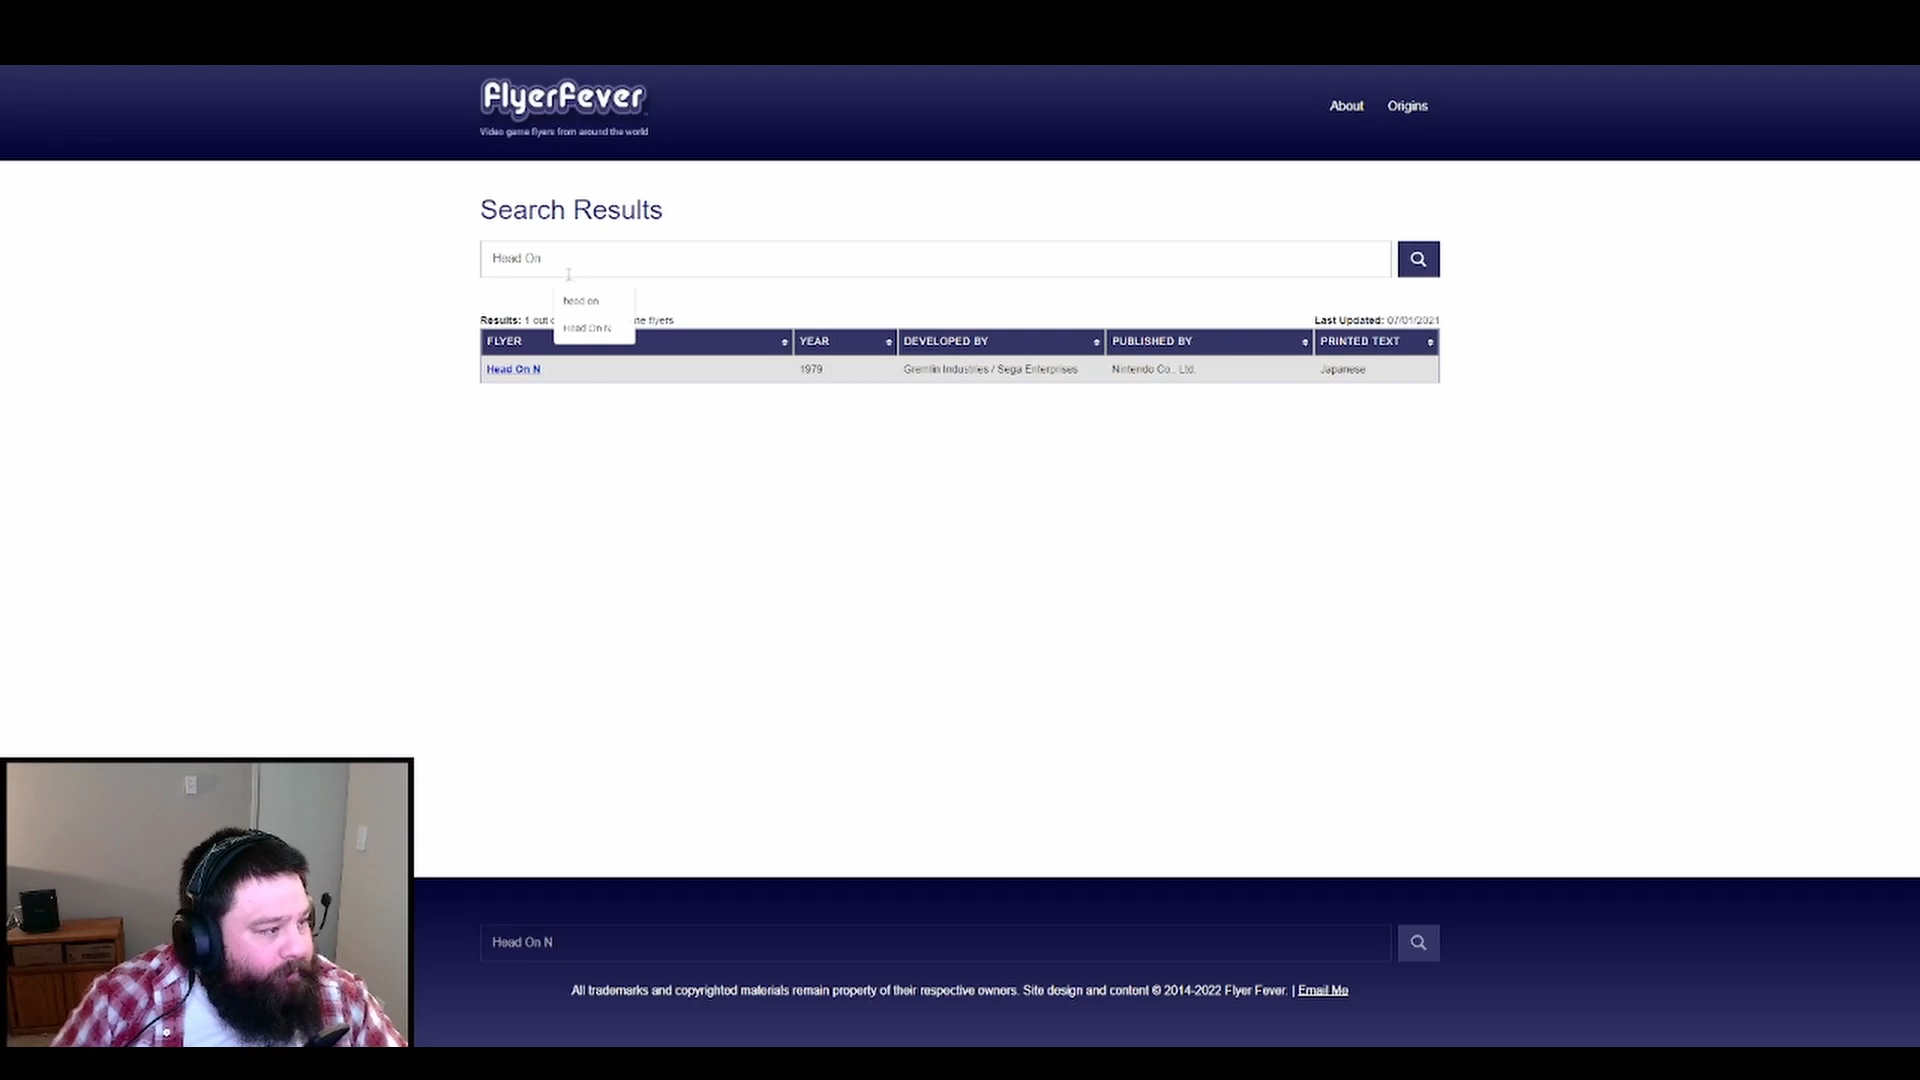 FlyerFever
Video game flyers from around the world
About
Origins
Search Results
Head On
head on
Head On N
Results: 1 out
flyers
Last Updated: 07/01/2021
FLYER
YEAR
DEVELOPED BY
PUBLISHED BY
PRINTED TEXT
Head On N
1979
Gremlin Industries / Sega Enterprises
Nintendo Co., Ltd.
Japanese
Head On N
All trademarks and copyrighted materials remain property of their respective owners. Site design and content © 2014-2022 Flyer Fever. | Email Me